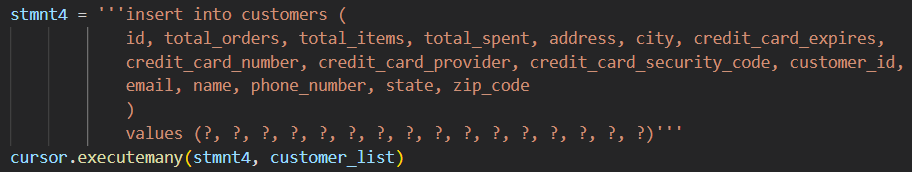 stmnt4 = '''insert into customers (
id, total_orders, total_items, total_spent, address, city, credit_card_expires,
credit_card_number, credit_card_provider, credit_card_security_code, customer_id,
email, name, phone_number, state, zip_code
)
values (?, ?, ?, ?, ?, ?, ?, ?, ?, ?, ?, ?, ?, ?, ?, ?)'''
cursor.executemany(stmnt4, customer_list)